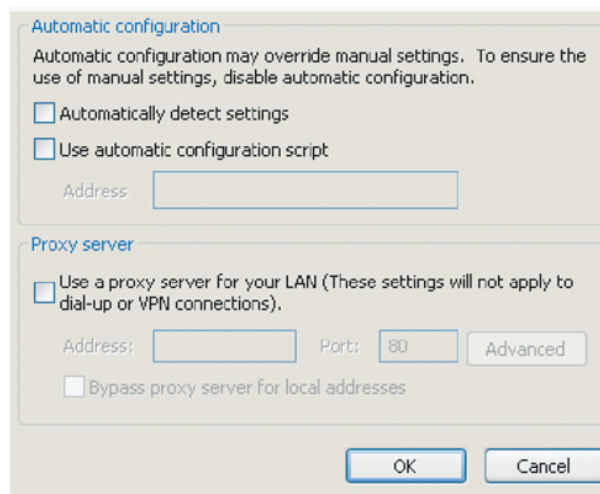 Automatic configuration
Automatic configuration may override manual settings. To ensure the
use of manual settings, disable automatic configuration.
Automatically detect settings
Use automatic configuration script
Address
Proxy server
Use a proxy server for your LAN (These settings will not apply to
dial-up or VPN connections).
Address:
Port:
80
Advanced
Bypass proxy server for local addresses
OK
Cancel